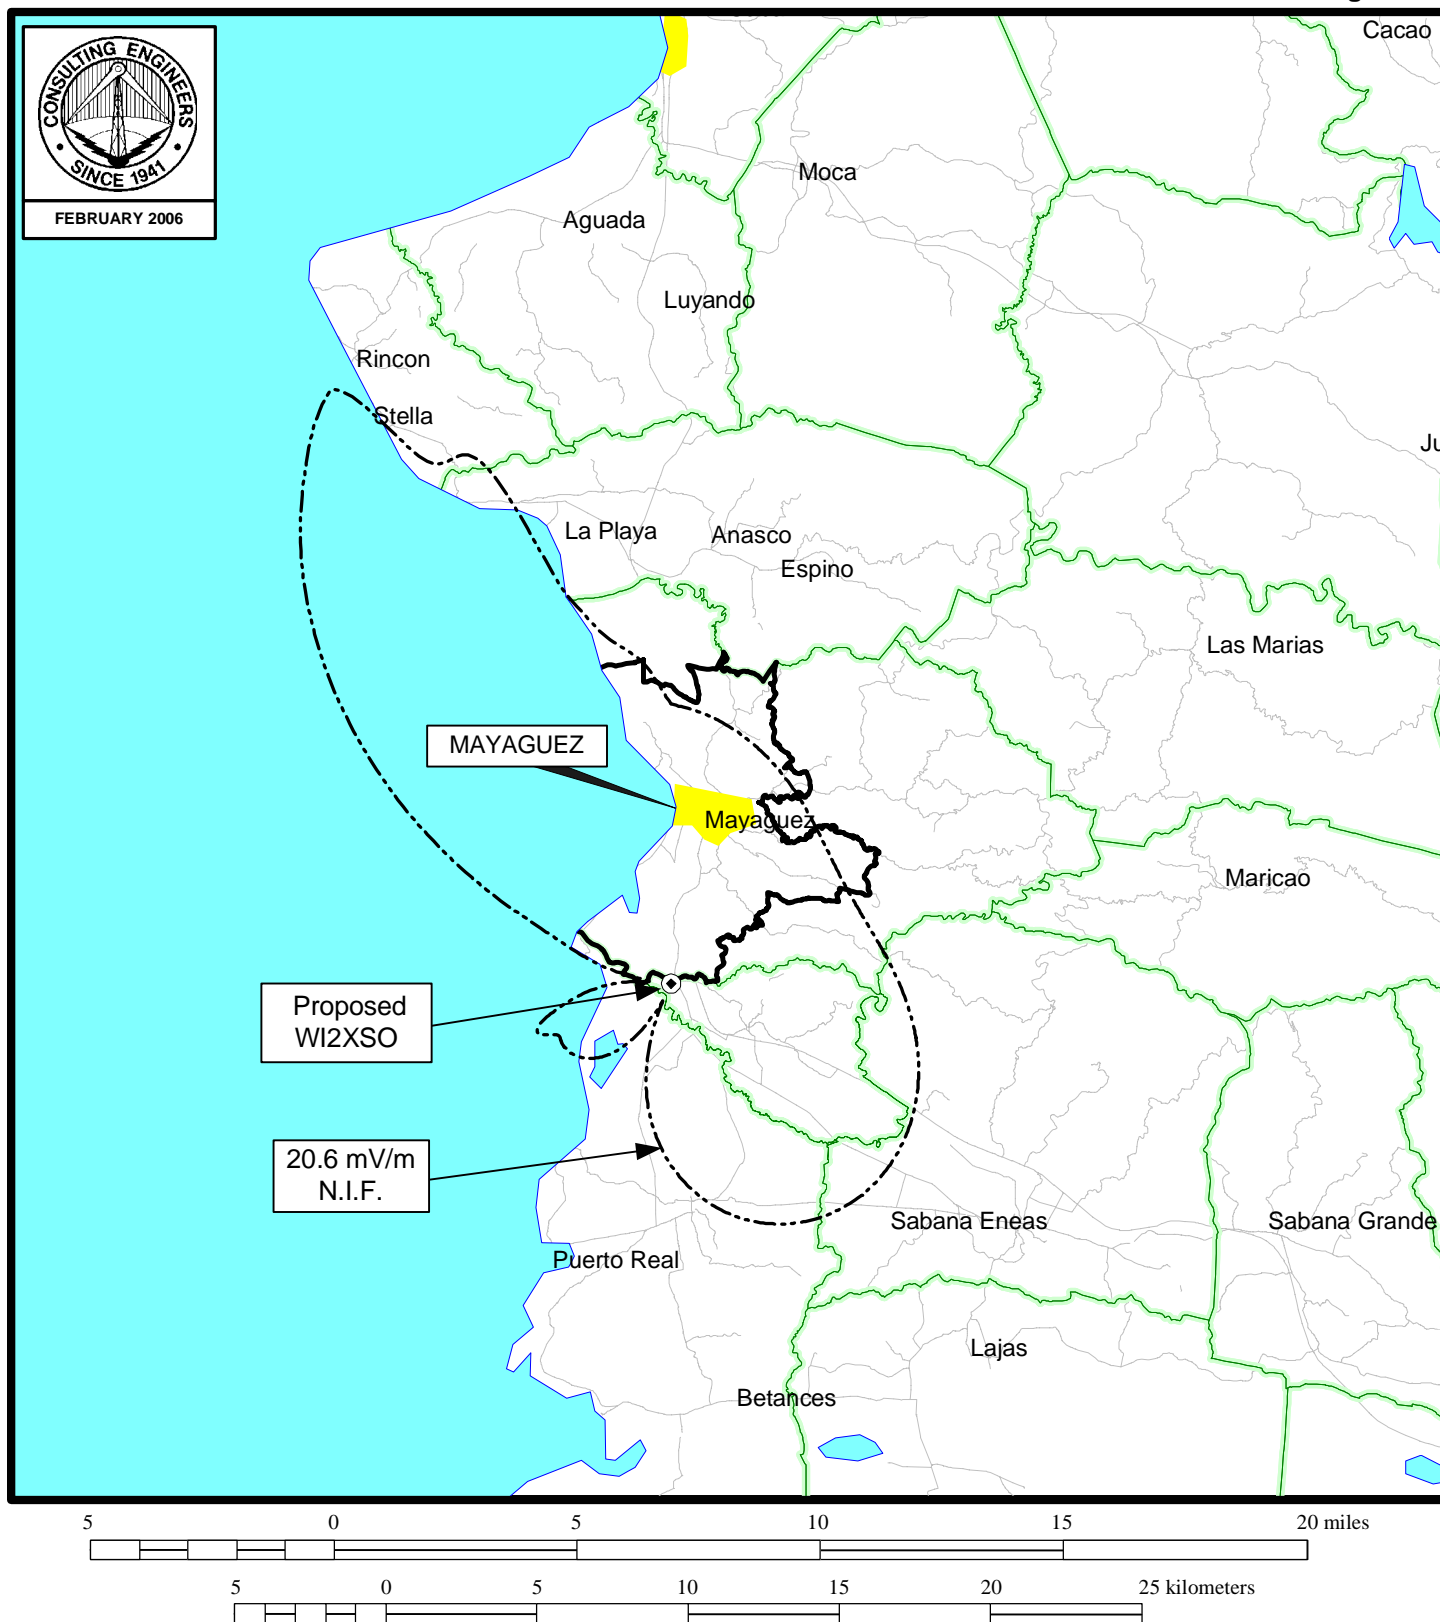 Cacao
CONSULTING ENGINEERS
SINCE 1941
FEBRUARY 2006
Moca
Aguada
Luyando
Rincon
Stella
La Playa
Anasco
Espino
Las Marias
MAYAGUEZ
Mayaguez
Maricao
Proposed
WI2XSO
20.6 mV/m
N.I.F.
Sabana Eneas
Sabana Grande
Puerto Real
Lajas
Betances
5 0 5 10 15 20 miles
5 0 5 10 15 20 25 kilometers